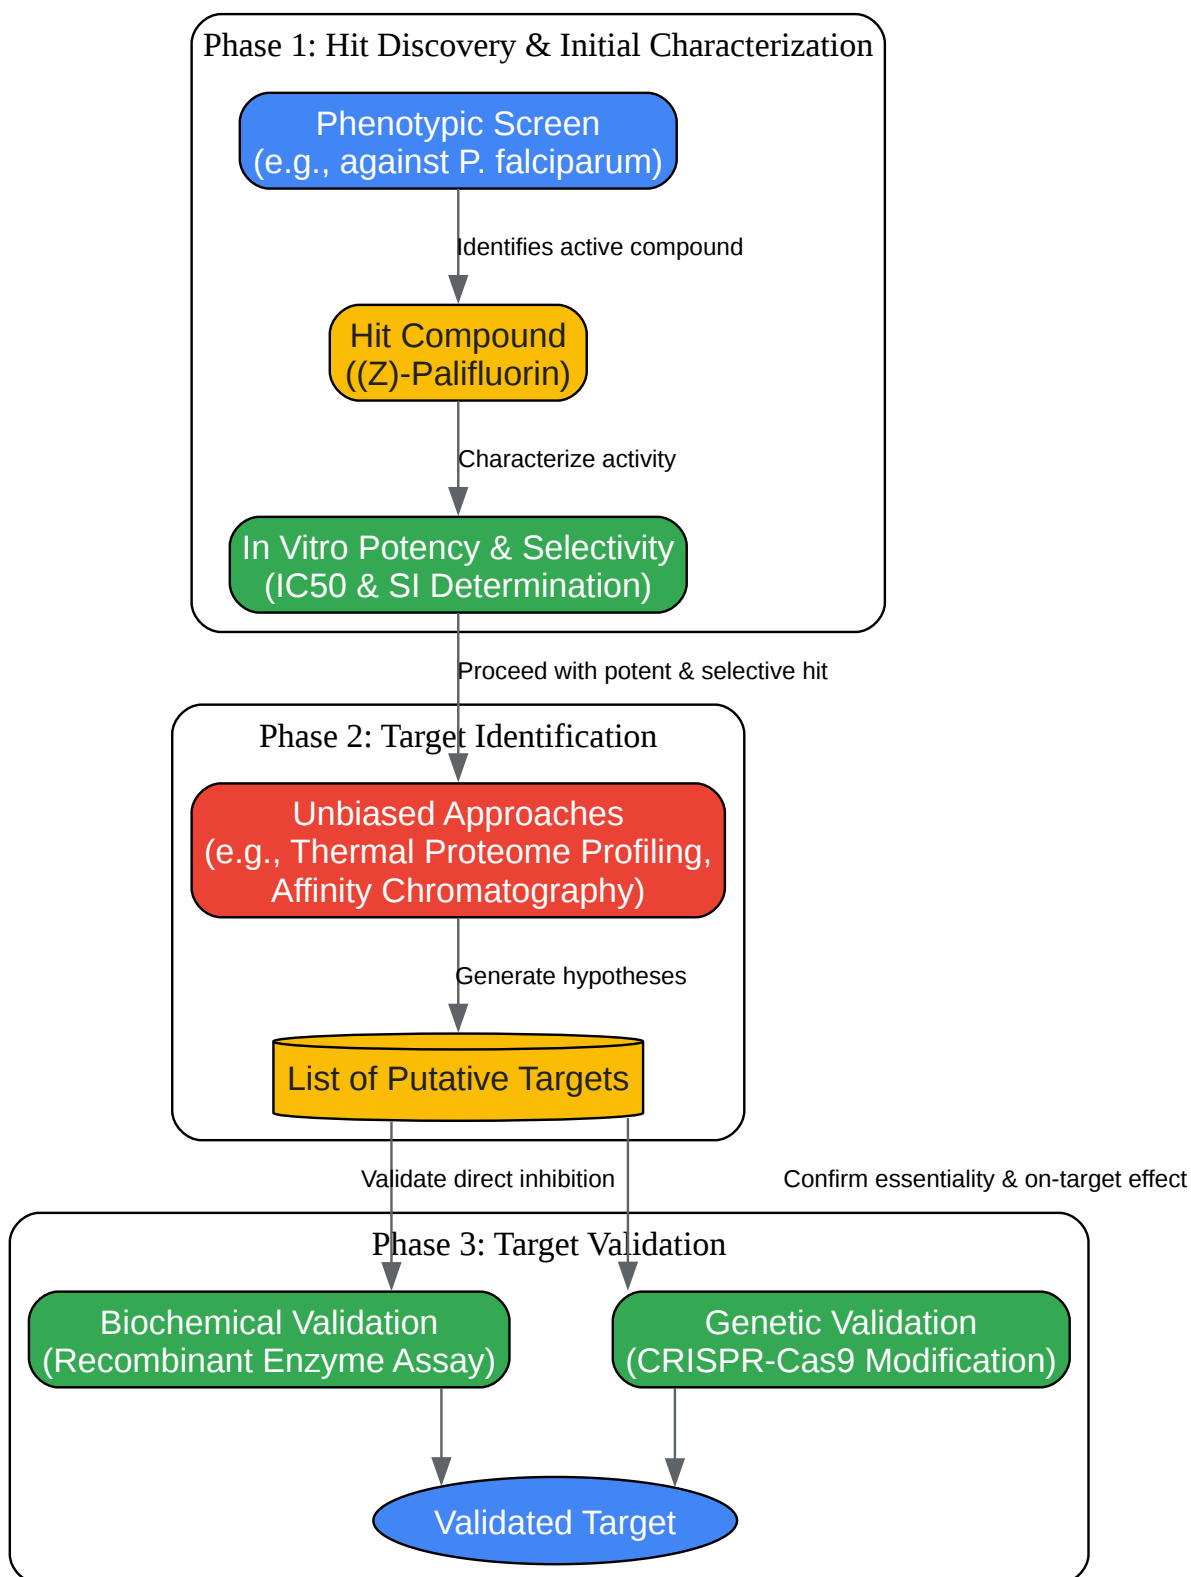 Phase 1: Hit Discovery & Initial Characterization
Phenotypic Screen
(e.g., against P. falciparum)
Identifies active compound
Hit Compound
((Z)-Palifluorin)
Characterize activity
In Vitro Potency & Selectivity
(IC50 & SI Determination)
Proceed with potent & selective hit
Phase 2: Target Identification
Unbiased Approaches
(e.g., Thermal Proteome Profiling,
Affinity Chromatography)
Generate hypotheses
List of Putative Targets
Validate direct inhibition
Confirm essentiality & on-target effect
Phase 3: Target Validation
Biochemical Validation
(Recombinant Enzyme Assay)
Genetic Validation
(CRISPR-Cas9 Modification)
Validated Target